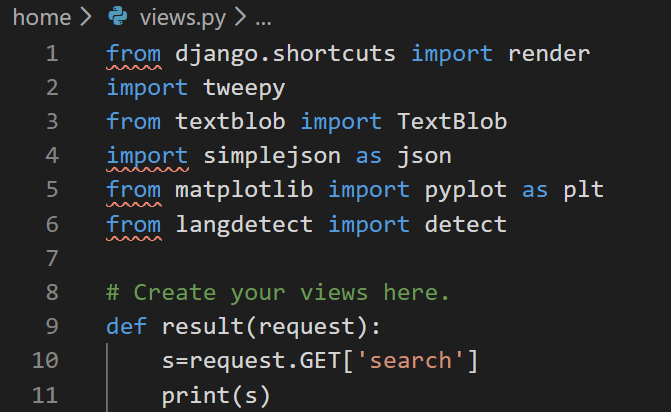 home > views.py > ...
1 from django.shortcuts import render
2 import tweepy
3 from textblob import TextBlob
4 import simplejson as json
5 from matplotlib import pyplot as plt
6 from langdetect import detect
7
8 # Create your views here.
9 def result(request):
10     s=request.GET['search']
11     print(s)